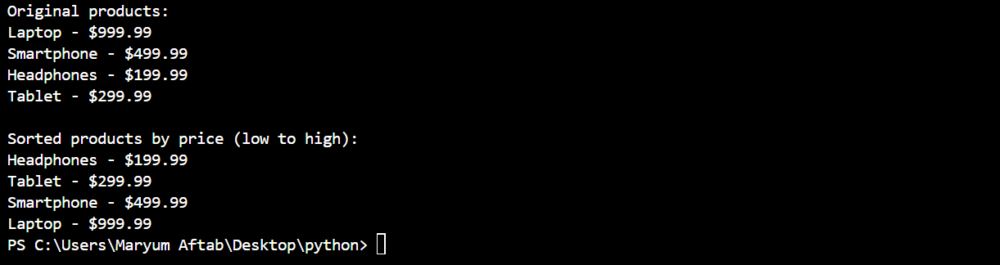 Original products:
Laptop - $999.99
Smartphone - $499.99
Headphones - $199.99
Tablet - $299.99

Sorted products by price (low to high):
Headphones - $199.99
Tablet - $299.99
Smartphone - $499.99
Laptop - $999.99
PS C:\Users\Maryum Aftab\Desktop\python>